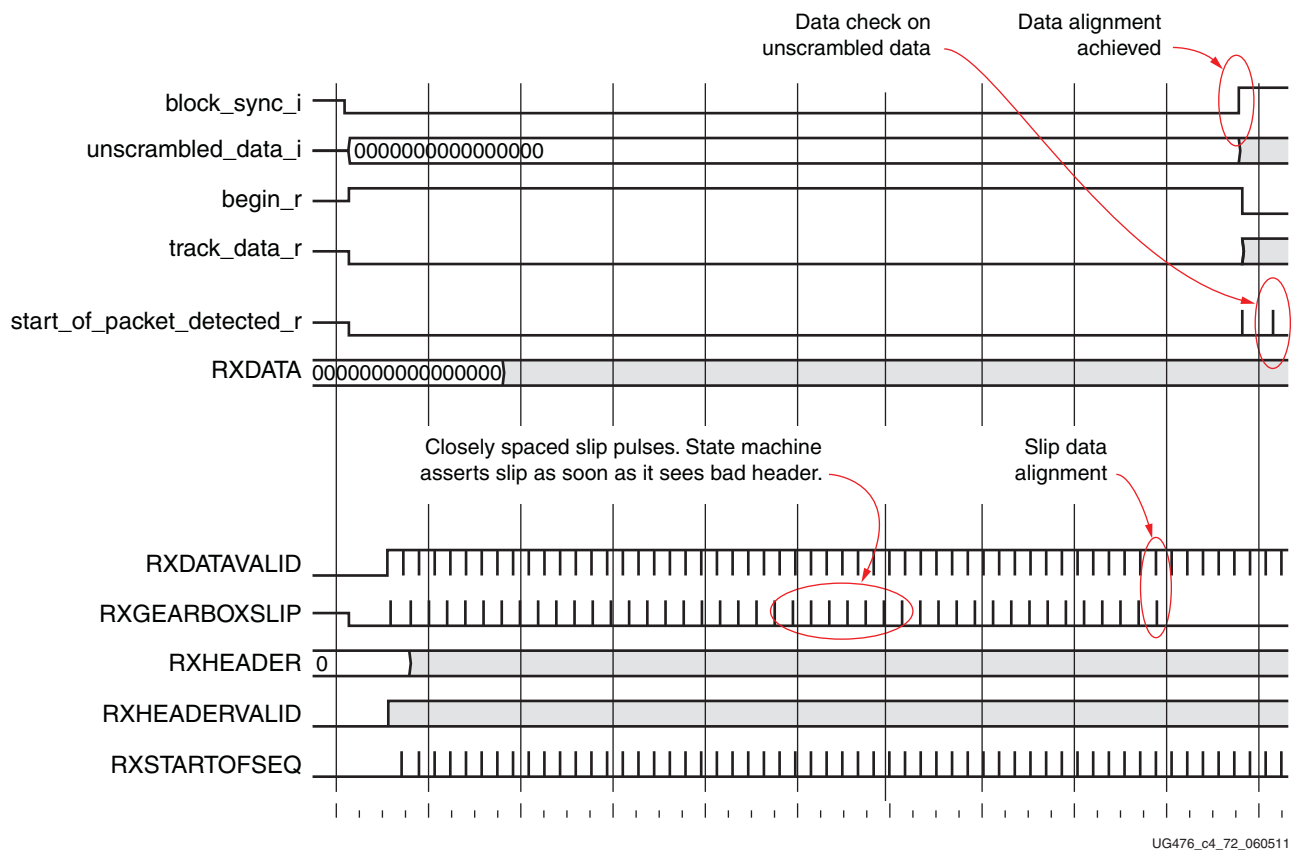 Data check on
unscrambled data
Data alignment
achieved
block_sync_i
unscrambled_data_i
0000000000000000
begin_r
track_data_r
start_of_packet_detected_r
RXDATA
0000000000000000
Closely spaced slip pulses. State machine
asserts slip as soon as it sees bad header.
Slip data
alignment
RXDATAVALID
RXGEARBOXSLIP
RXHEADER
0
RXHEADERVALID
RXSTARTOFSEQ
UG476_c4_72_060511